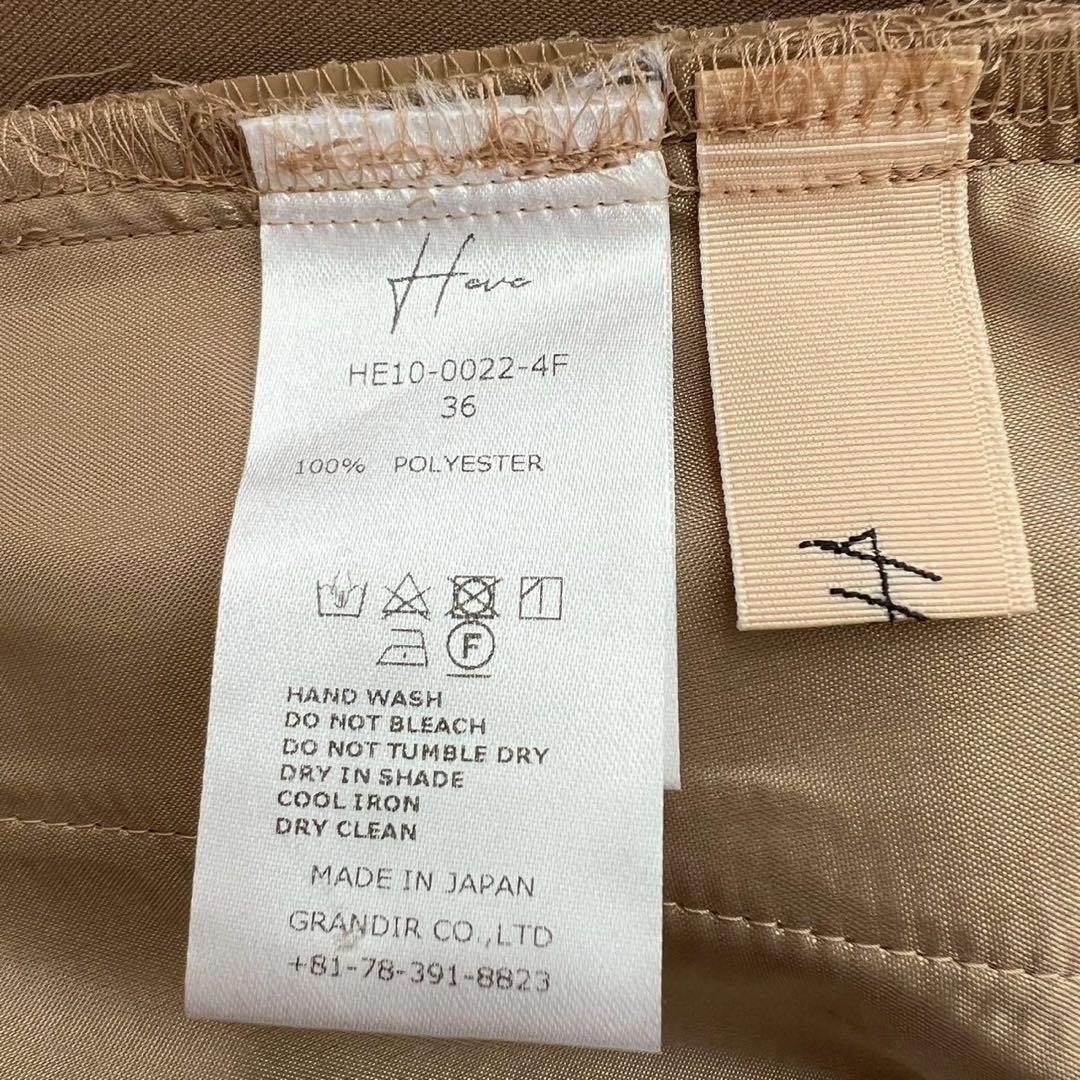 Heve
HE10-0022-4F
36
100% POLYESTER
F
HAND WASH
DO NOT BLEACH
DO NOT TUMBLE DRY
DRY IN SHADE
COOL IRON
DRY CLEAN
MADE IN JAPAN
GRANDIR CO.,LTD
+81-78-391-8823